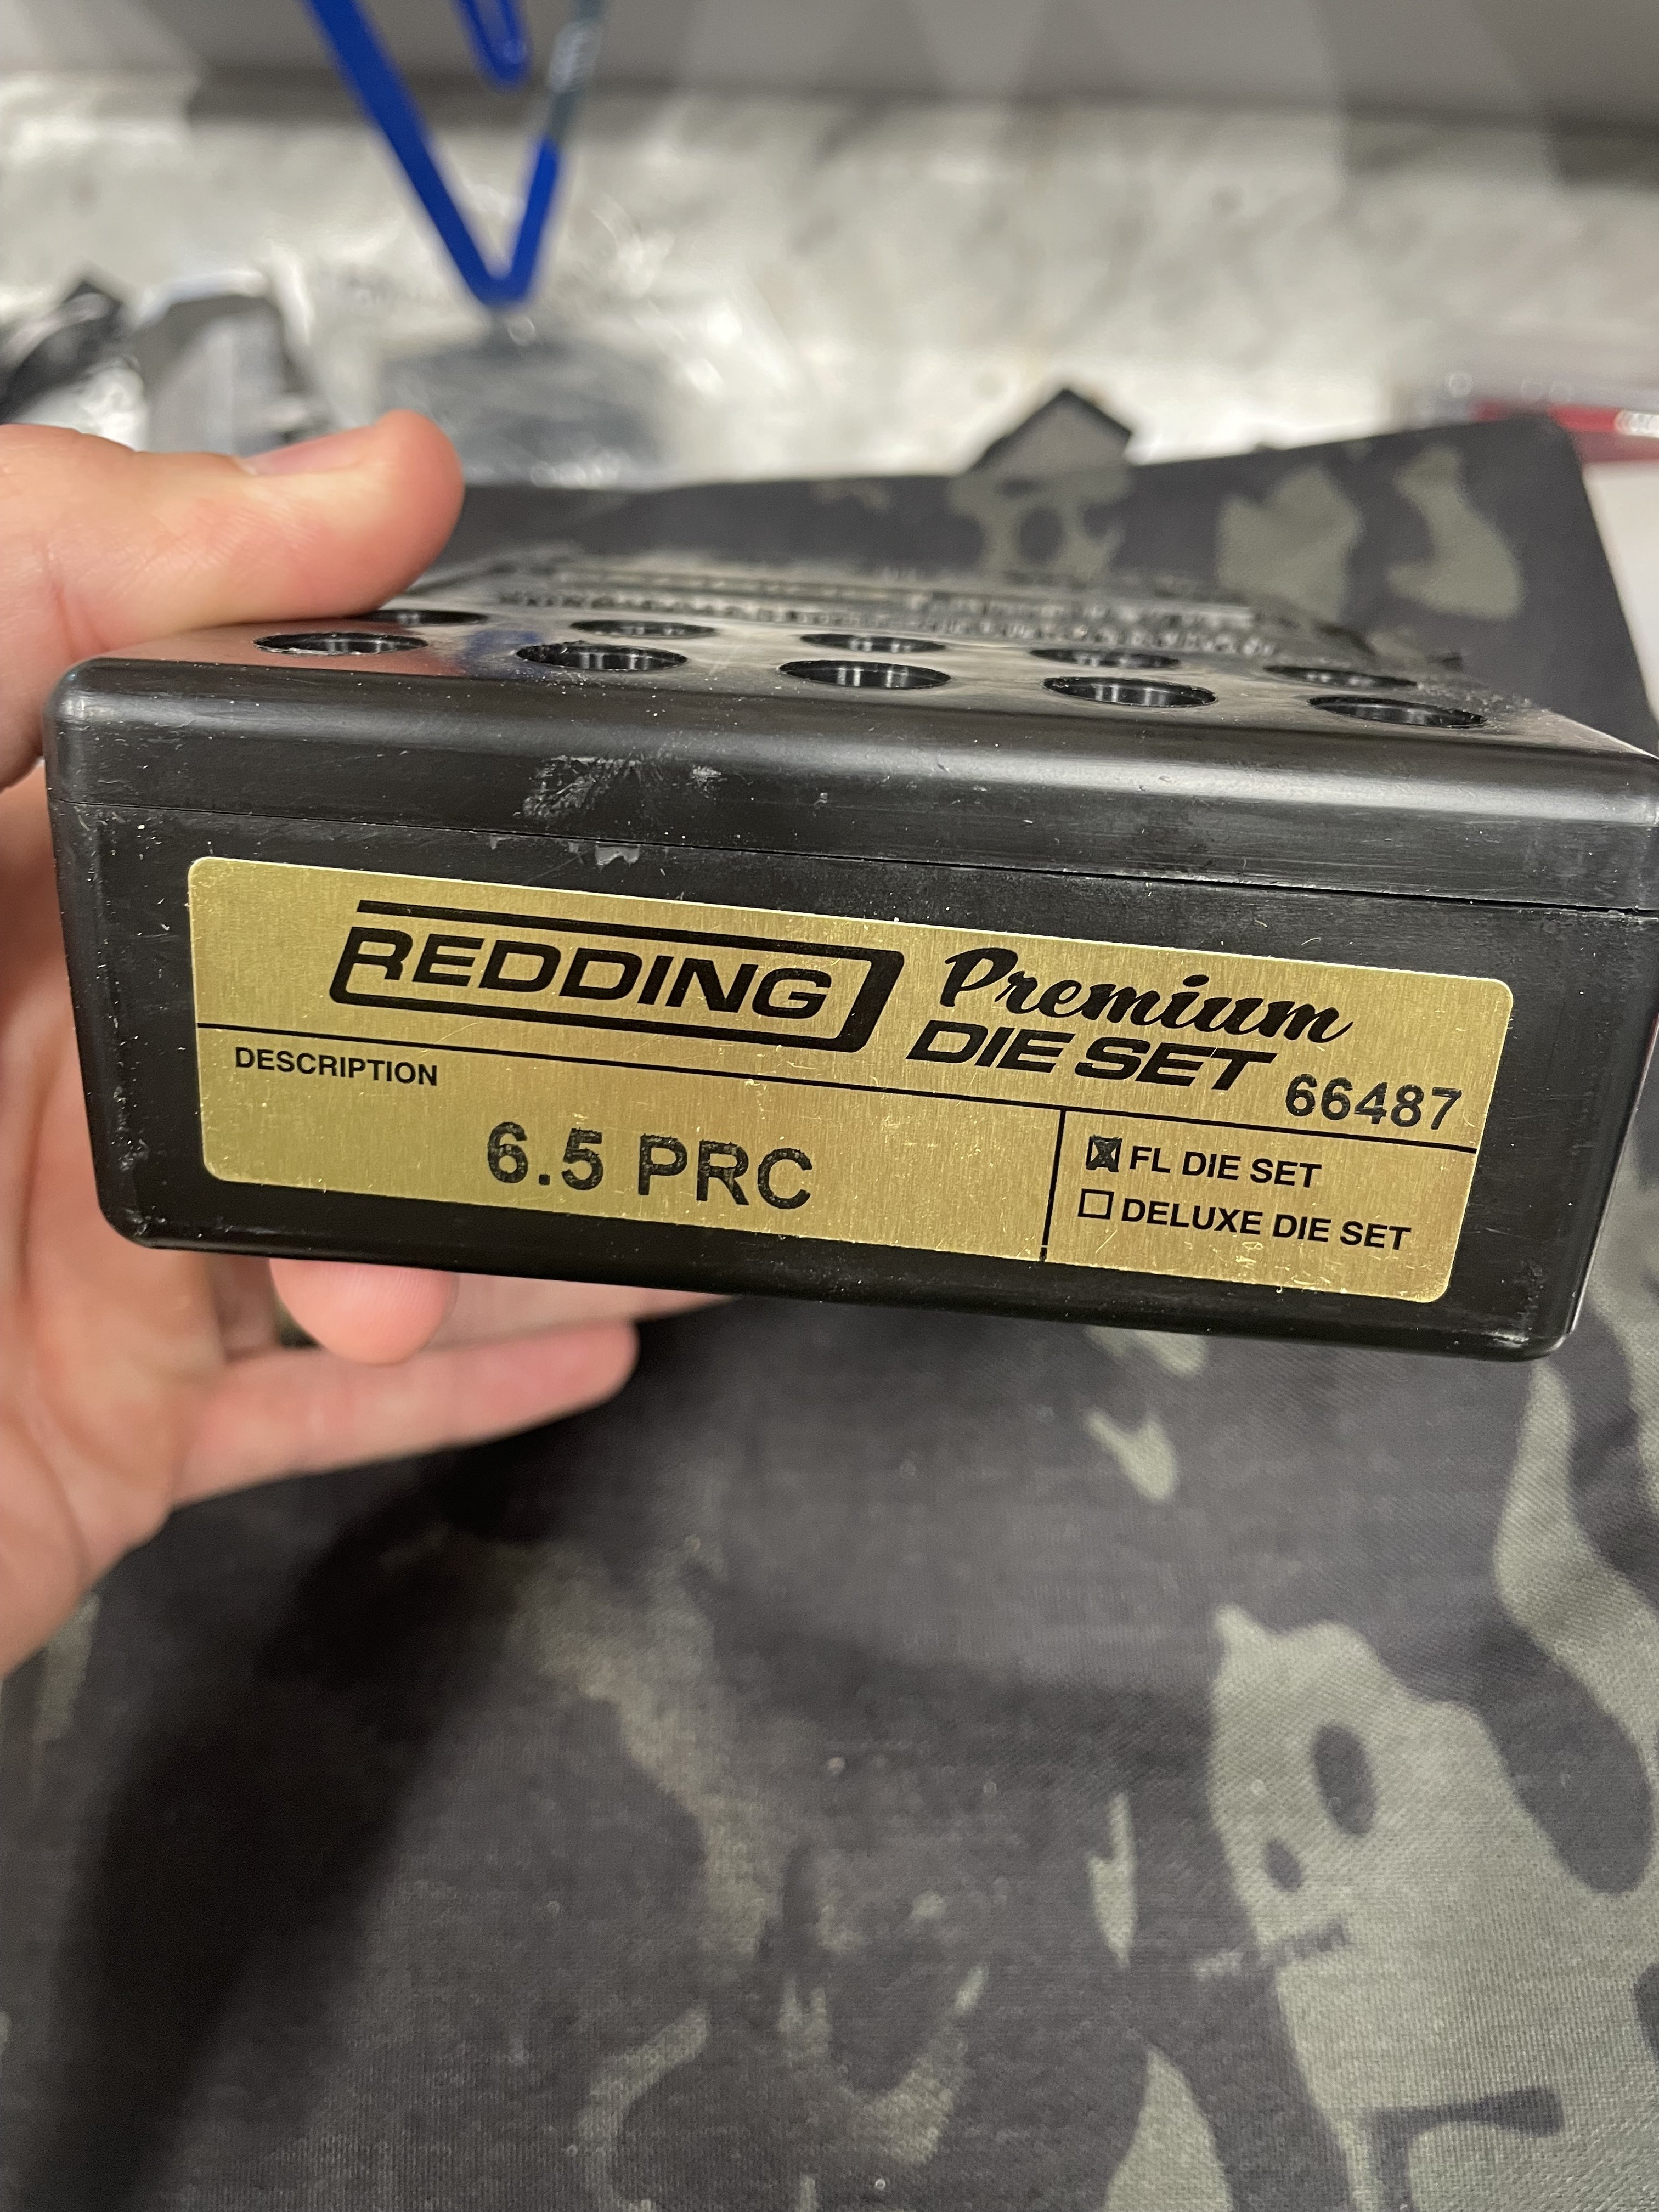 REDDING Premium
DIE SET 66487
DESCRIPTION
6.5 PRC
FL DIE SET
DELUXE DIE SET